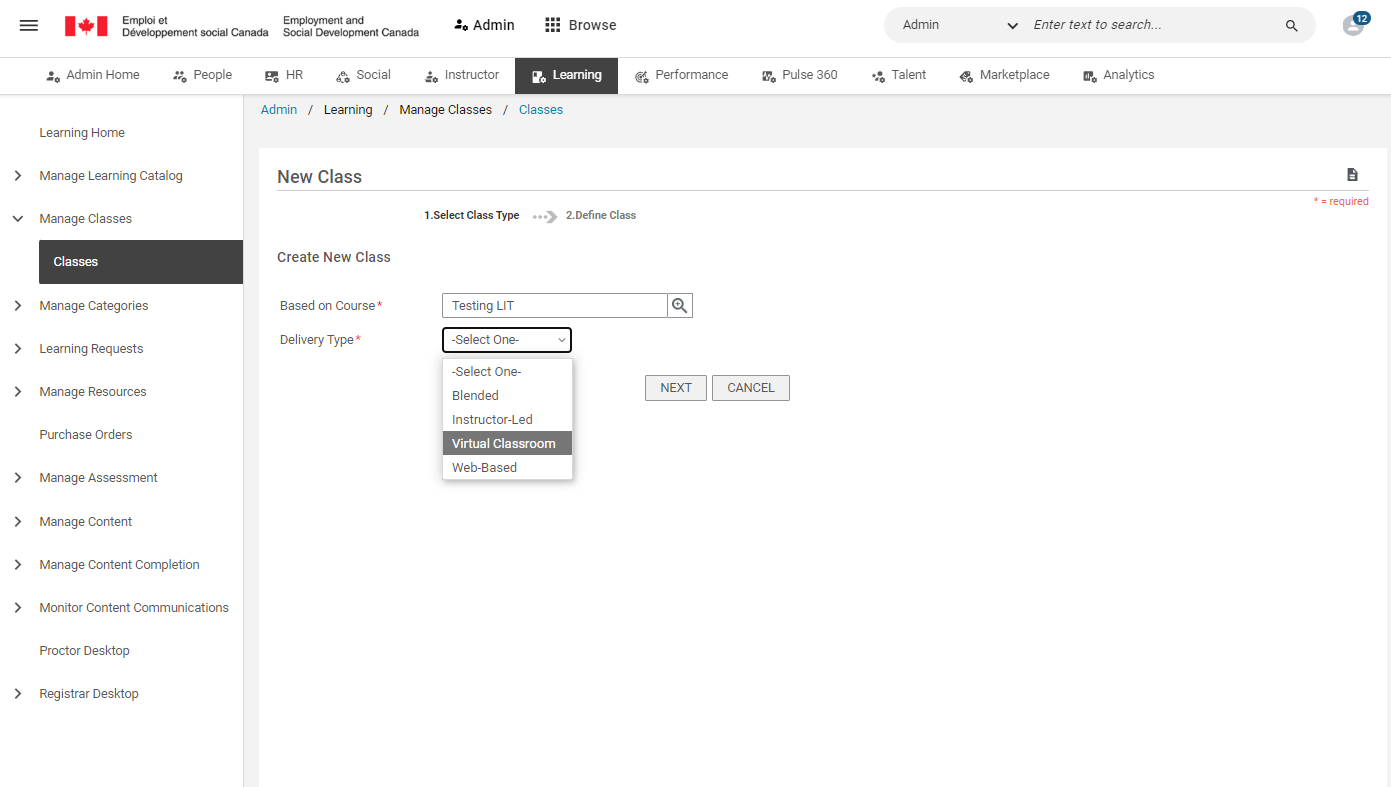 Emploi et
Développement social Canada
Employment and
Social Development Canada
Admin
Browse
Admin
Enter text to search...
12
Admin Home
People
HR
Social
Instructor
Learning
Performance
Pulse 360
Talent
Marketplace
Analytics
Admin / Learning / Manage Classes / Classes
Learning Home
Manage Learning Catalog
Manage Classes
Classes
Manage Categories
Learning Requests
Manage Resources
Purchase Orders
Manage Assessment
Manage Content
Manage Content Completion
Monitor Content Communications
Proctor Desktop
Registrar Desktop
New Class
* = required
1.Select Class Type
2.Define Class
Create New Class
Based on Course*
Testing LIT
Delivery Type*
-Select One-
-Select One-
Blended
Instructor-Led
Virtual Classroom
Web-Based
NEXT
CANCEL